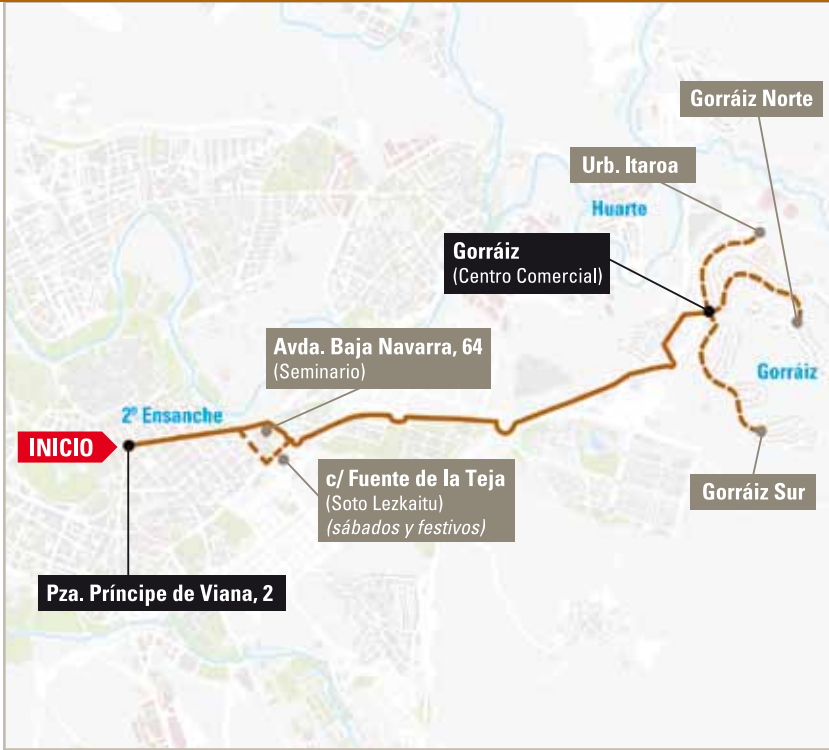 Gorráiz Norte
Urb. Itaroa
Huarte
Gorráiz
(Centro Comercial)
Avda. Baja Navarra, 64
(Seminario)
Gorráiz
2º Ensanche
INICIO
c/ Fuente de la Teja
(Soto Lezkaitu)
(sábados y festivos)
Gorráiz Sur
Pza. Príncipe de Viana, 2